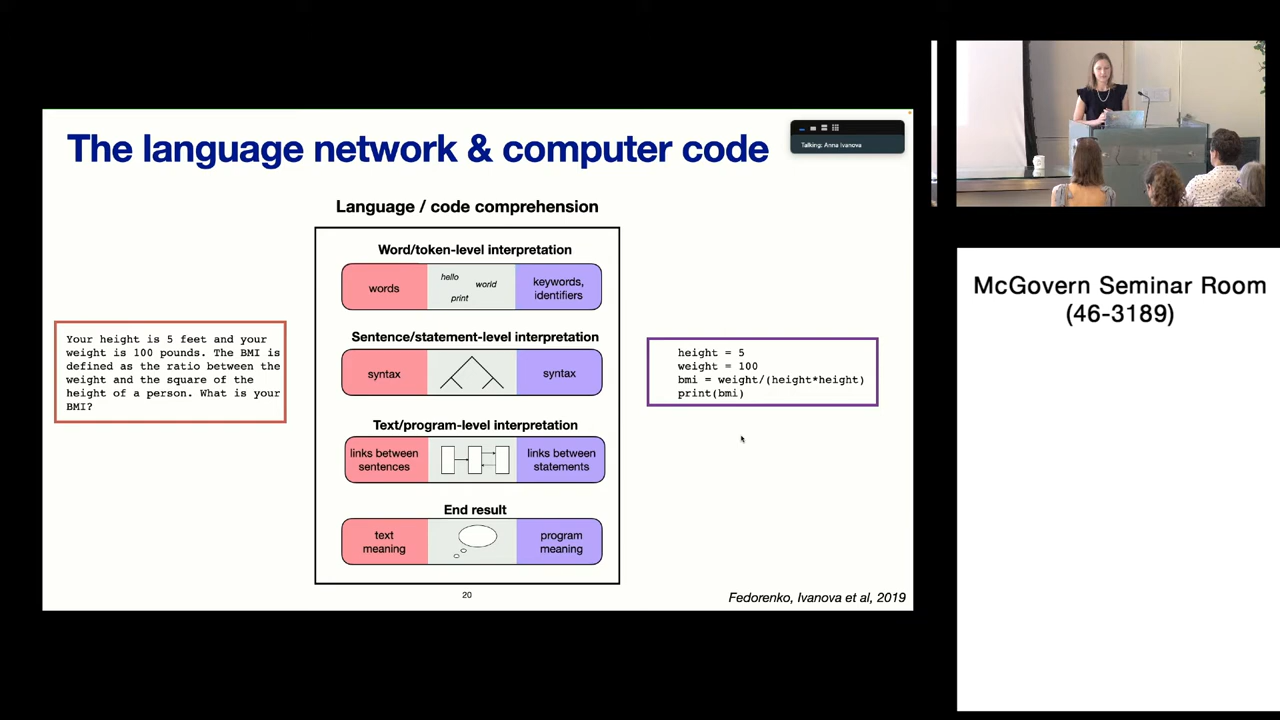 The language network & computer code
Talking: Anna Ivanova
Language / code comprehension
Word/token-level interpretation
words
hello
world
print
keywords,
identifiers
Sentence/statement-level interpretation
syntax
syntax
Text/program-level interpretation
links between
sentences
links between
statements
End result
text
meaning
program
meaning
Your height is 5 feet and your
weight is 100 pounds. The BMI is
defined as the ratio between the
weight and the square of the
height of a person. What is your
BMI?
height = 5
weight = 100
bmi = weight/(height*height)
print(bmi)
20
Fedorenko, Ivanova et al, 2019
McGovern Seminar Room
(46-3189)